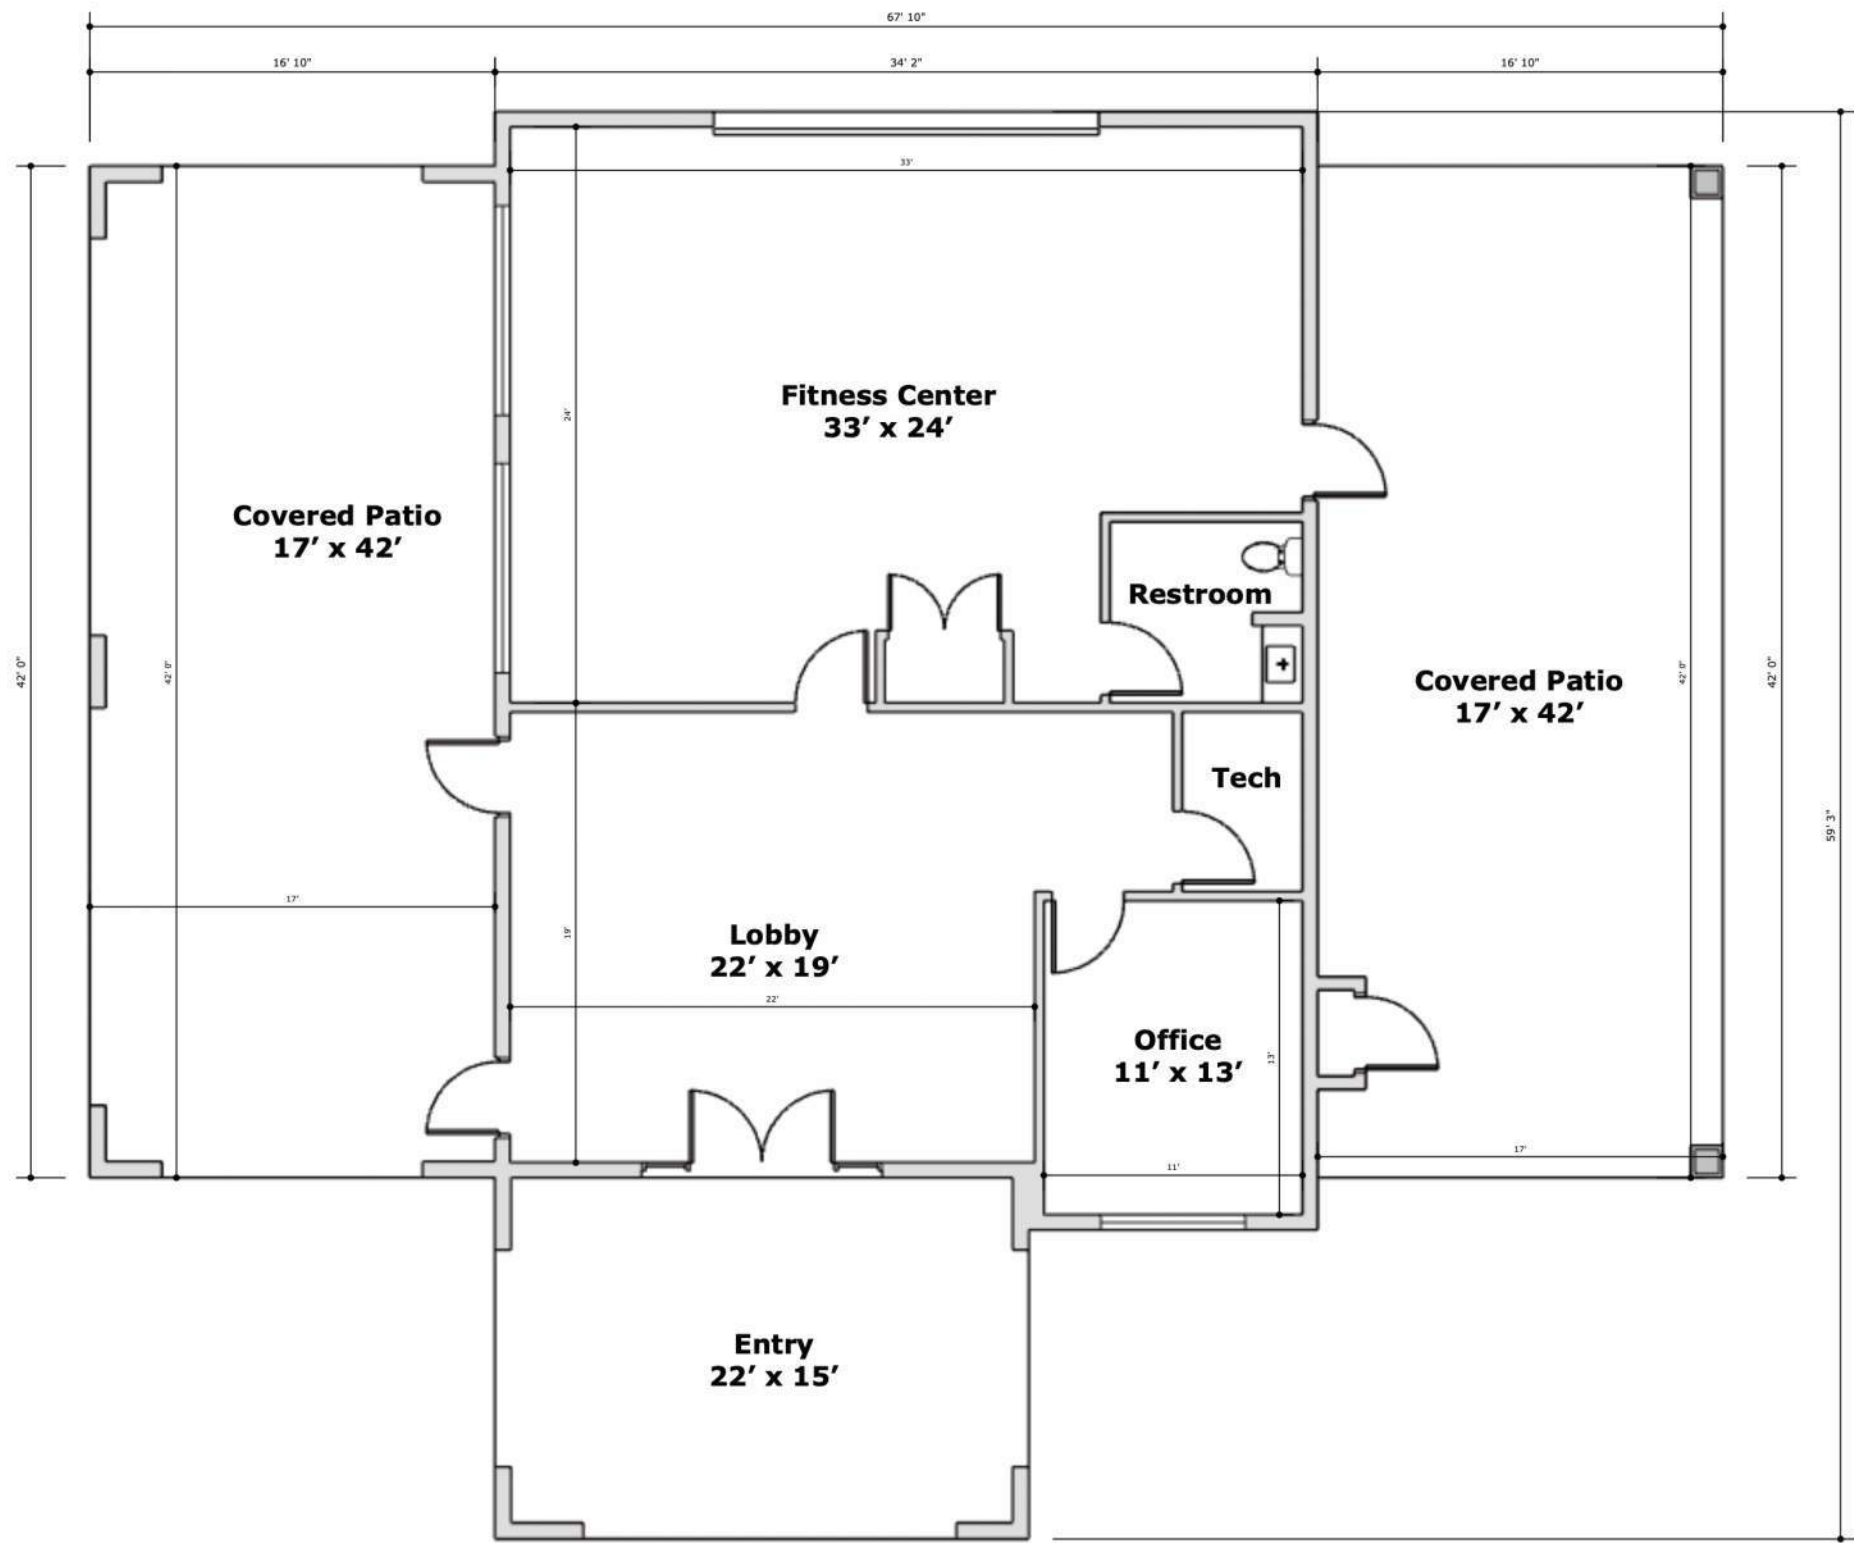 67' 10"
16' 10"
34' 2"
16' 10"
33'
24'
Fitness Center
33′ x 24′
Covered Patio
17′ x 42′
Restroom
42' 0"
42' 0"
Covered Patio
17′ x 42′
42' 0"
42' 0"
Tech
59' 3"
17'
19'
Lobby
22′ x 19′
22'
Office
11′ x 13′
13'
11'
17'
Entry
22′ x 15′